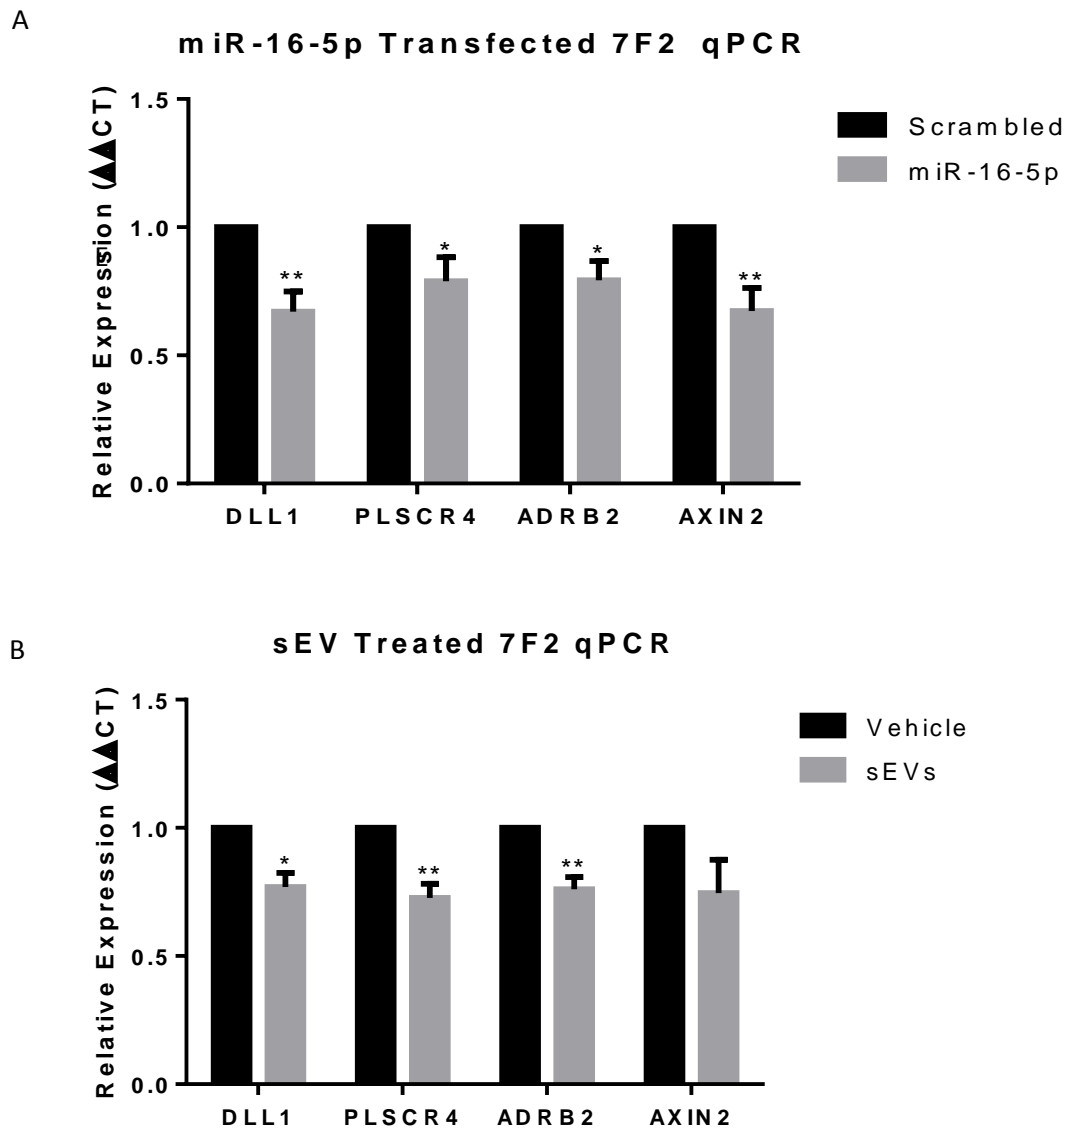 A
miR-16-5p Transfected 7F2 qPCR
Relative Expression (▲▲CT)
1.5
1.0
0.5
0.0
** * * **
DLL1 PLSCR4 ADRB2 AXIN2
Scrambled
miR-16-5p
B
sEV Treated 7F2 qPCR
Relative Expression (▲▲CT)
1.5
1.0
0.5
0.0
* ** **
DLL1 PLSCR4 ADRB2 AXIN2
Vehicle
sEVs